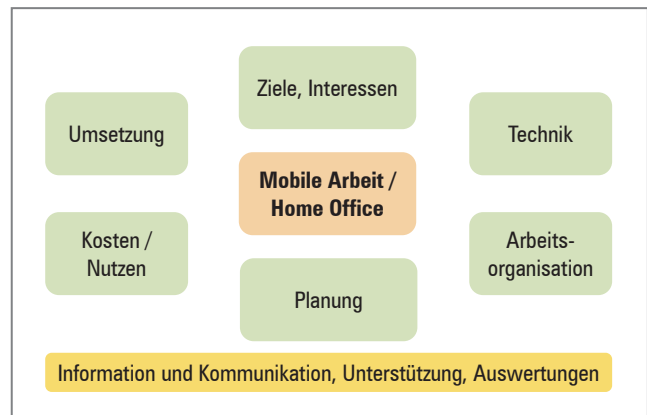 Ziele, Interessen
Umsetzung
Technik
Mobile Arbeit /
Home Office
Kosten /
Nutzen
Arbeits-
organisation
Planung
Information und Kommunikation, Unterstützung, Auswertungen